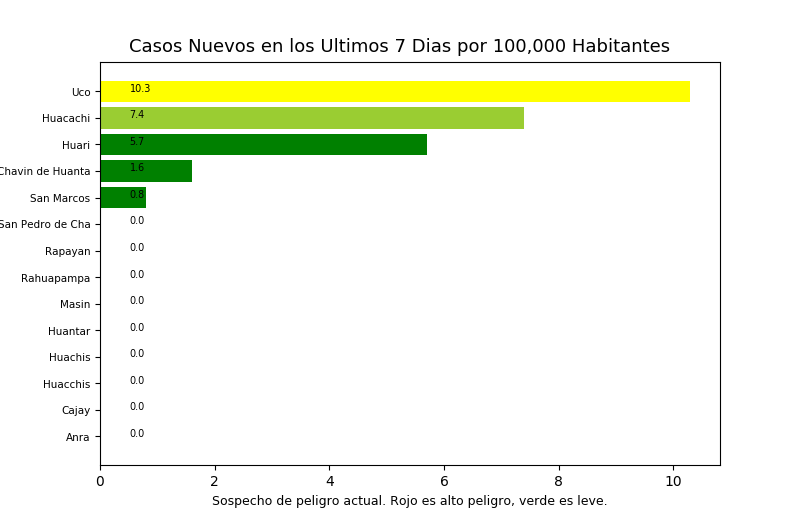 Casos Nuevos en los Ultimos 7 Dias por 100,000 Habitantes
Uco 10.3
Huacachi 7.4
Huari 5.7
Chavin de Huanta 1.6
San Marcos 0.8
San Pedro de Cha 0.0
Rapayan 0.0
Rahuapampa 0.0
Masin 0.0
Huantar 0.0
Huachis 0.0
Huacchis 0.0
Cajay 0.0
Anra 0.0
0 2 4 6 8 10
Sospecho de peligro actual. Rojo es alto peligro, verde es leve.